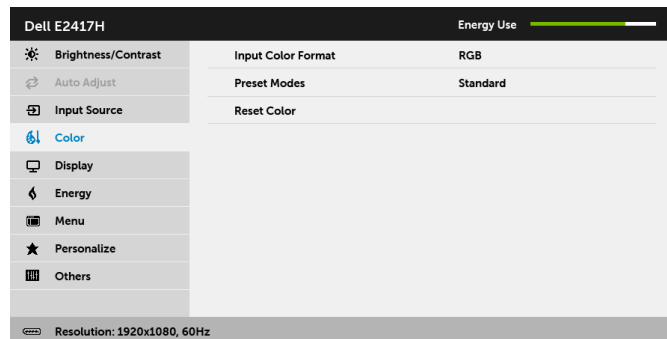 Dell E2417H Energy Use
Brightness/Contrast Input Color Format RGB
Auto Adjust Preset Modes Standard
Input Source Reset Color
Color
Display
Energy
Menu
Personalize
Others
Resolution: 1920x1080, 60Hz